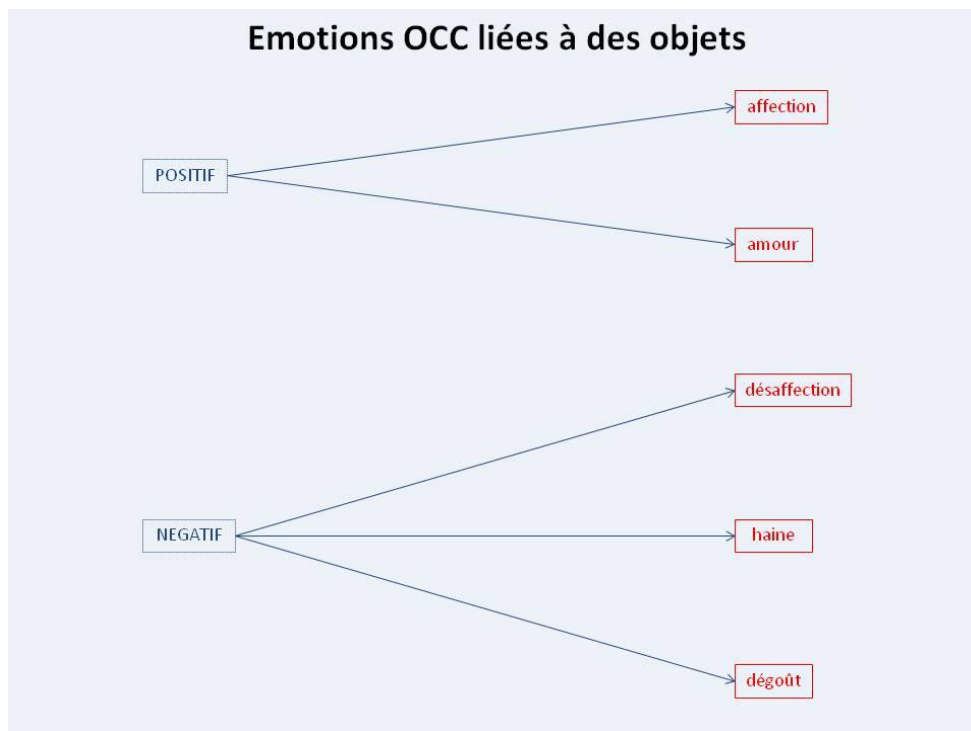 Emotions OCC liées à des objets
affection
POSITIF
amour
désaffection
NEGATIF
haine
dégoût